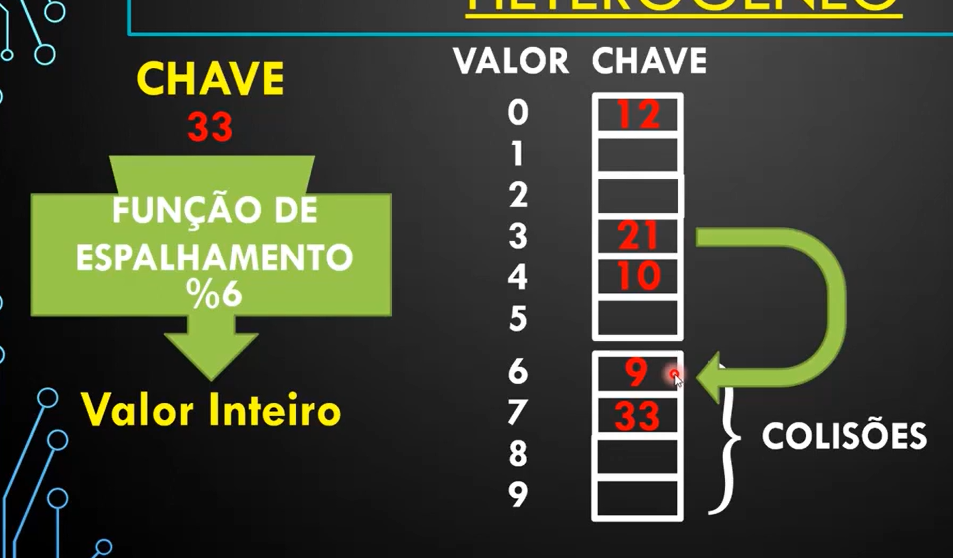 HETEROGÊNEO
CHAVE
33
FUNÇÃO DE
ESPALHAMENTO
%6
Valor Inteiro
VALOR CHAVE
0 12
1
2
3 21
4 10
5
6 9
7 33
8
9
COLISÕES